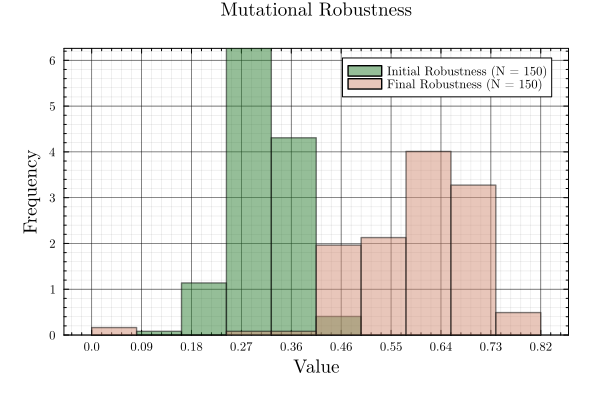 Mutational Robustness
Initial Robustness (N = 150)
Final Robustness (N = 150)
Frequency
6
5
4
3
2
1
0
0.0 0.09 0.18 0.27 0.36 0.46 0.55 0.64 0.73 0.82
Value